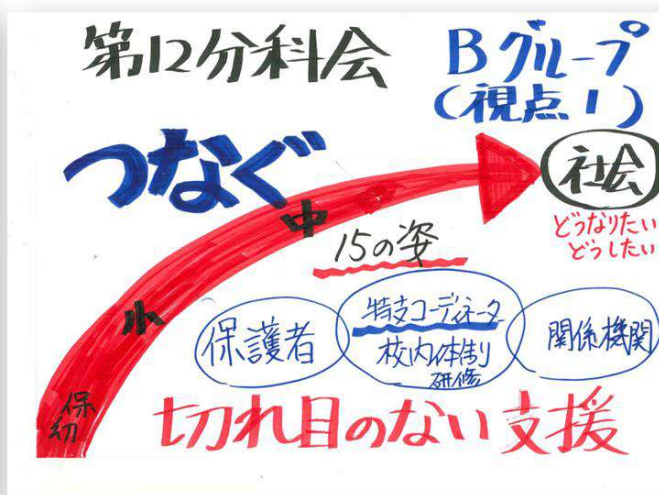 第12分科会
Bグループ
(視点1)
つなぐ
社会
どうなりたい
どうしたい
中
15の姿
小
保護者
特支コーディネーター
校内体制
研修
関係機関
保
幼
切れ目のない支援